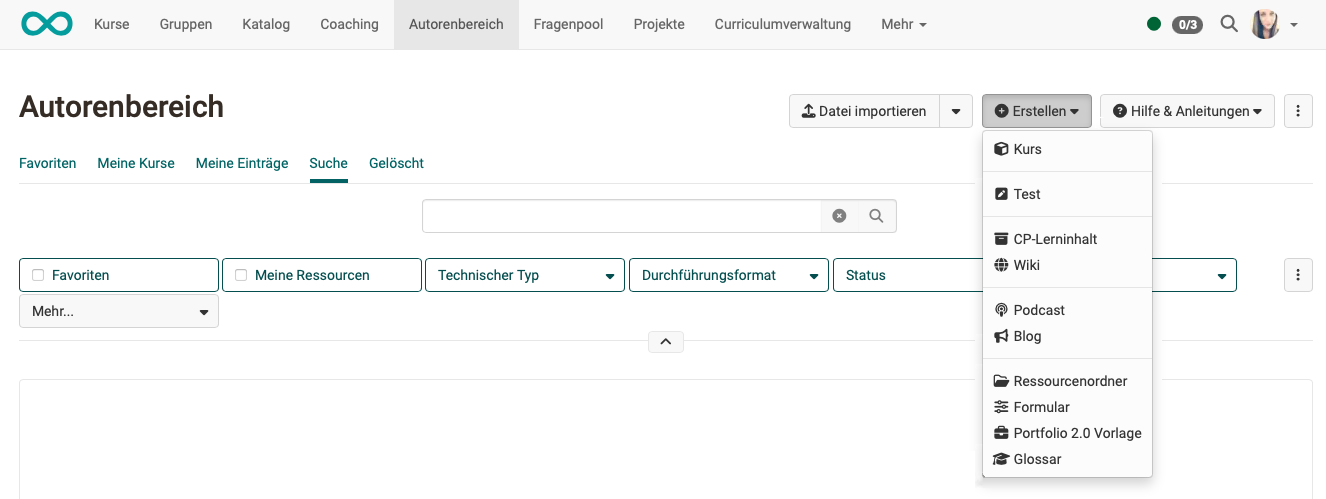 Kurse Gruppen Katalog Coaching Autorenbereich Fragenpool Projekte Curriculumverwaltung Mehr 0/3
Autorenbereich
Datei importieren Erstellen Hilfe & Anleitungen
Favoriten Meine Kurse Meine Einträge Suche Gelöscht
Favoriten Meine Ressourcen Technischer Typ Durchführungsformat Status
Mehr...
Kurs
Test
CP-Lerninhalt
Wiki
Podcast
Blog
Ressourcenordner
Formular
Portfolio 2.0 Vorlage
Glossar